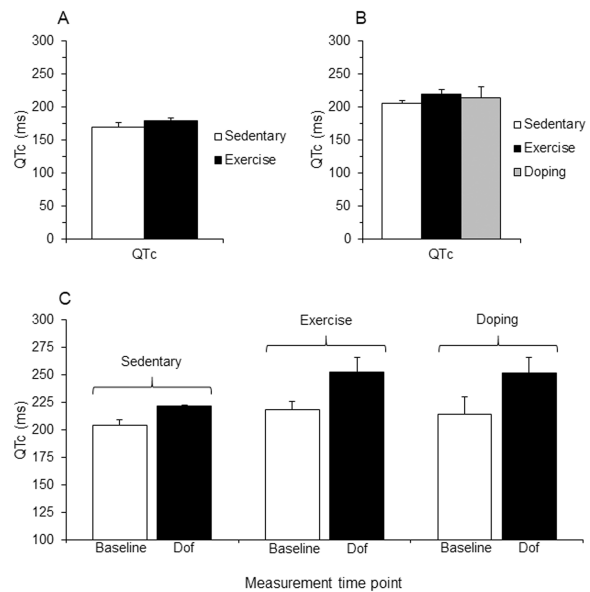 A
300
250
200
150
100
50
0
QTc (ms)
QTc
Sedentary
Exercise
B
300
250
200
150
100
50
0
QTc (ms)
QTc
Sedentary
Exercise
Doping
C
300
275
250
225
200
175
150
125
100
QTc (ms)
Sedentary
Exercise
Doping
Baseline Dof Baseline Dof Baseline Dof
Measurement time point